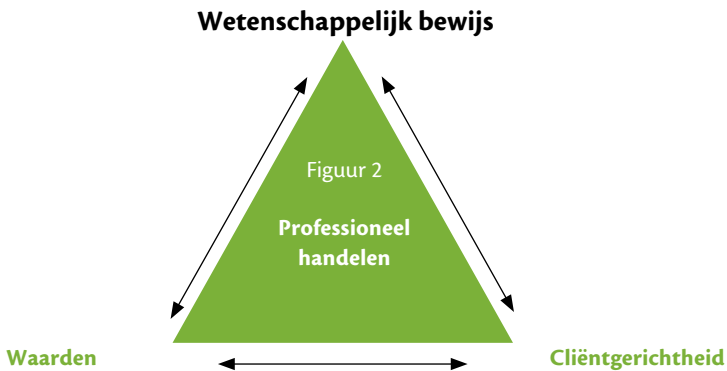 Wetenschappelijk bewijs
Figuur 2
Professioneel
handelen
Waarden
Cliëntgerichtheid